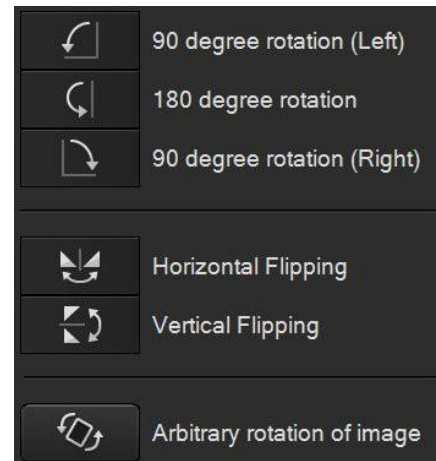 90 degree rotation (Left)
180 degree rotation
90 degree rotation (Right)
Horizontal Flipping
Vertical Flipping
Arbitrary rotation of image